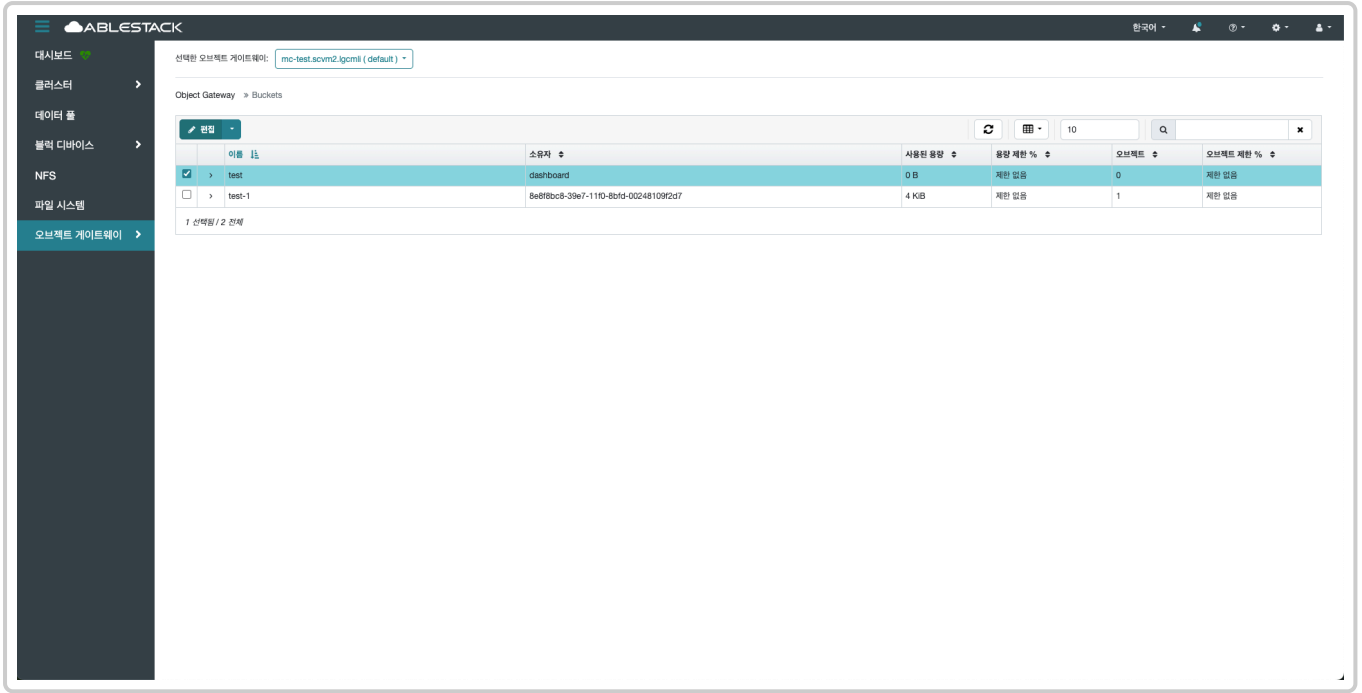 ABLESTACK
한국어
대시보드
클러스터
데이터 풀
블럭 디바이스
NFS
파일 시스템
오브젝트 게이트웨이
선택한 오브젝트 게이트웨이: mc-test.scvm2.lgcmli ( default )
Object Gateway » Buckets
편집 10
이름 소유자 사용된 용량 용량 제한 % 오브젝트 오브젝트 제한 %
test dashboard 0 B 제한 없음 0 제한 없음
test-1 8e8f8bc8-39e7-11f0-8bfd-00248109f2d7 4 KiB 제한 없음 1 제한 없음
1 선택됨 / 2 전체